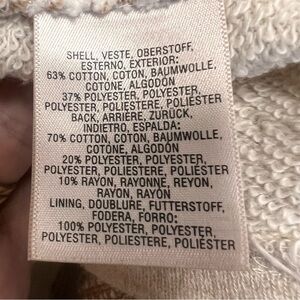 SHELL, VESTE, OBERSTOFF,
ESTERNO, EXTERIOR:
63% COTTON, COTON, BAUMWOLLE,
COTONE, ALGODÓN
37% POLYESTER, POLYESTER,
POLYESTER, POLIESTERE, POLIÉSTER
BACK, ARRIÈRE, ZURÜCK,
INDIETRO, ESPALDA:
70% COTTON, COTON, BAUMWOLLE,
COTONE, ALGODÓN
20% POLYESTER, POLYESTER,
POLYESTER, POLIESTERE, POLIÉSTER
10% RAYON, RAYONNE, REYON,
RAYON, RAYÓN
LINING, DOUBLURE, FUTTERSTOFF,
FODERA, FORRO:
100% POLYESTER, POLYESTER,
POLYESTER, POLIESTERE, POLIÉSTER